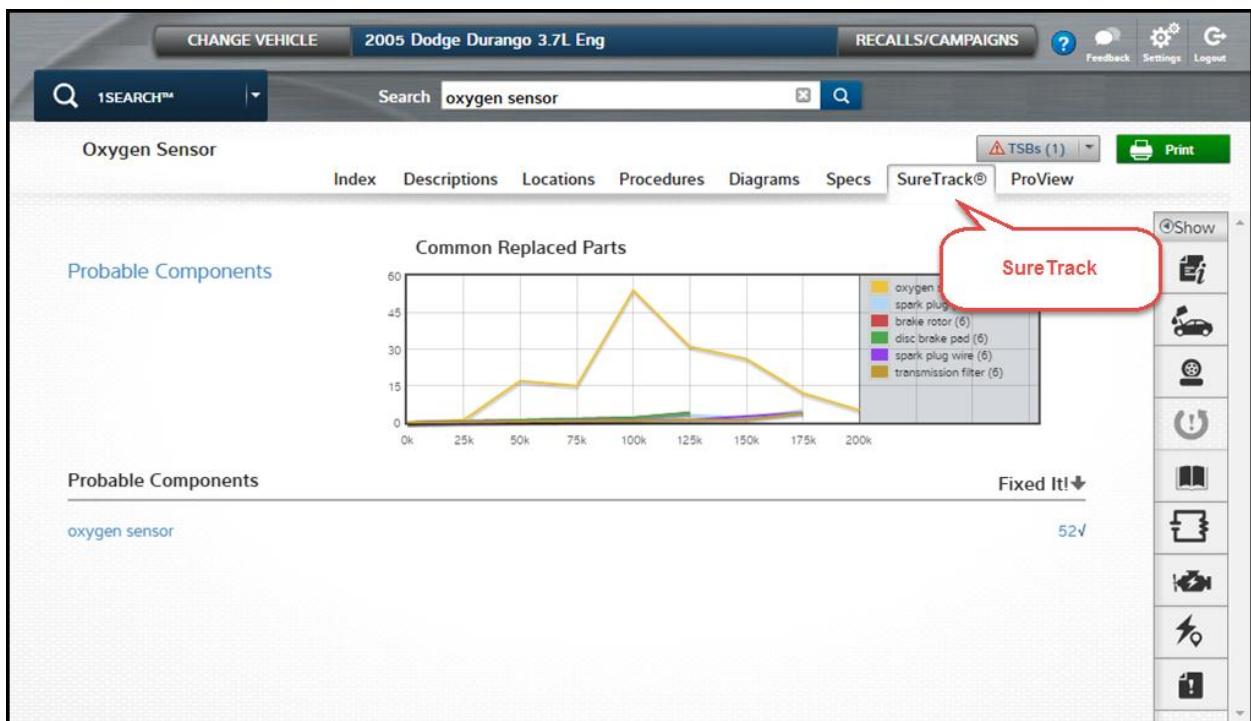 CHANGE VEHICLE 2005 Dodge Durango 3.7L Eng RECALLS/CAMPAIGNS ? Feedback Settings Logout
1SEARCH™ Search oxygen sensor
Oxygen Sensor TSBs (1) Print
Index Descriptions Locations Procedures Diagrams Specs SureTrack® ProView
Show
Probable Components
Common Replaced Parts
SureTrack
60
45
30
15
0
0k 25k 50k 75k 100k 125k 150k 175k 200k
oxygen
spark plug
brake rotor (6)
disc brake pad (6)
spark plug wire (6)
transmission filter (6)
Probable Components Fixed It!
oxygen sensor 52√